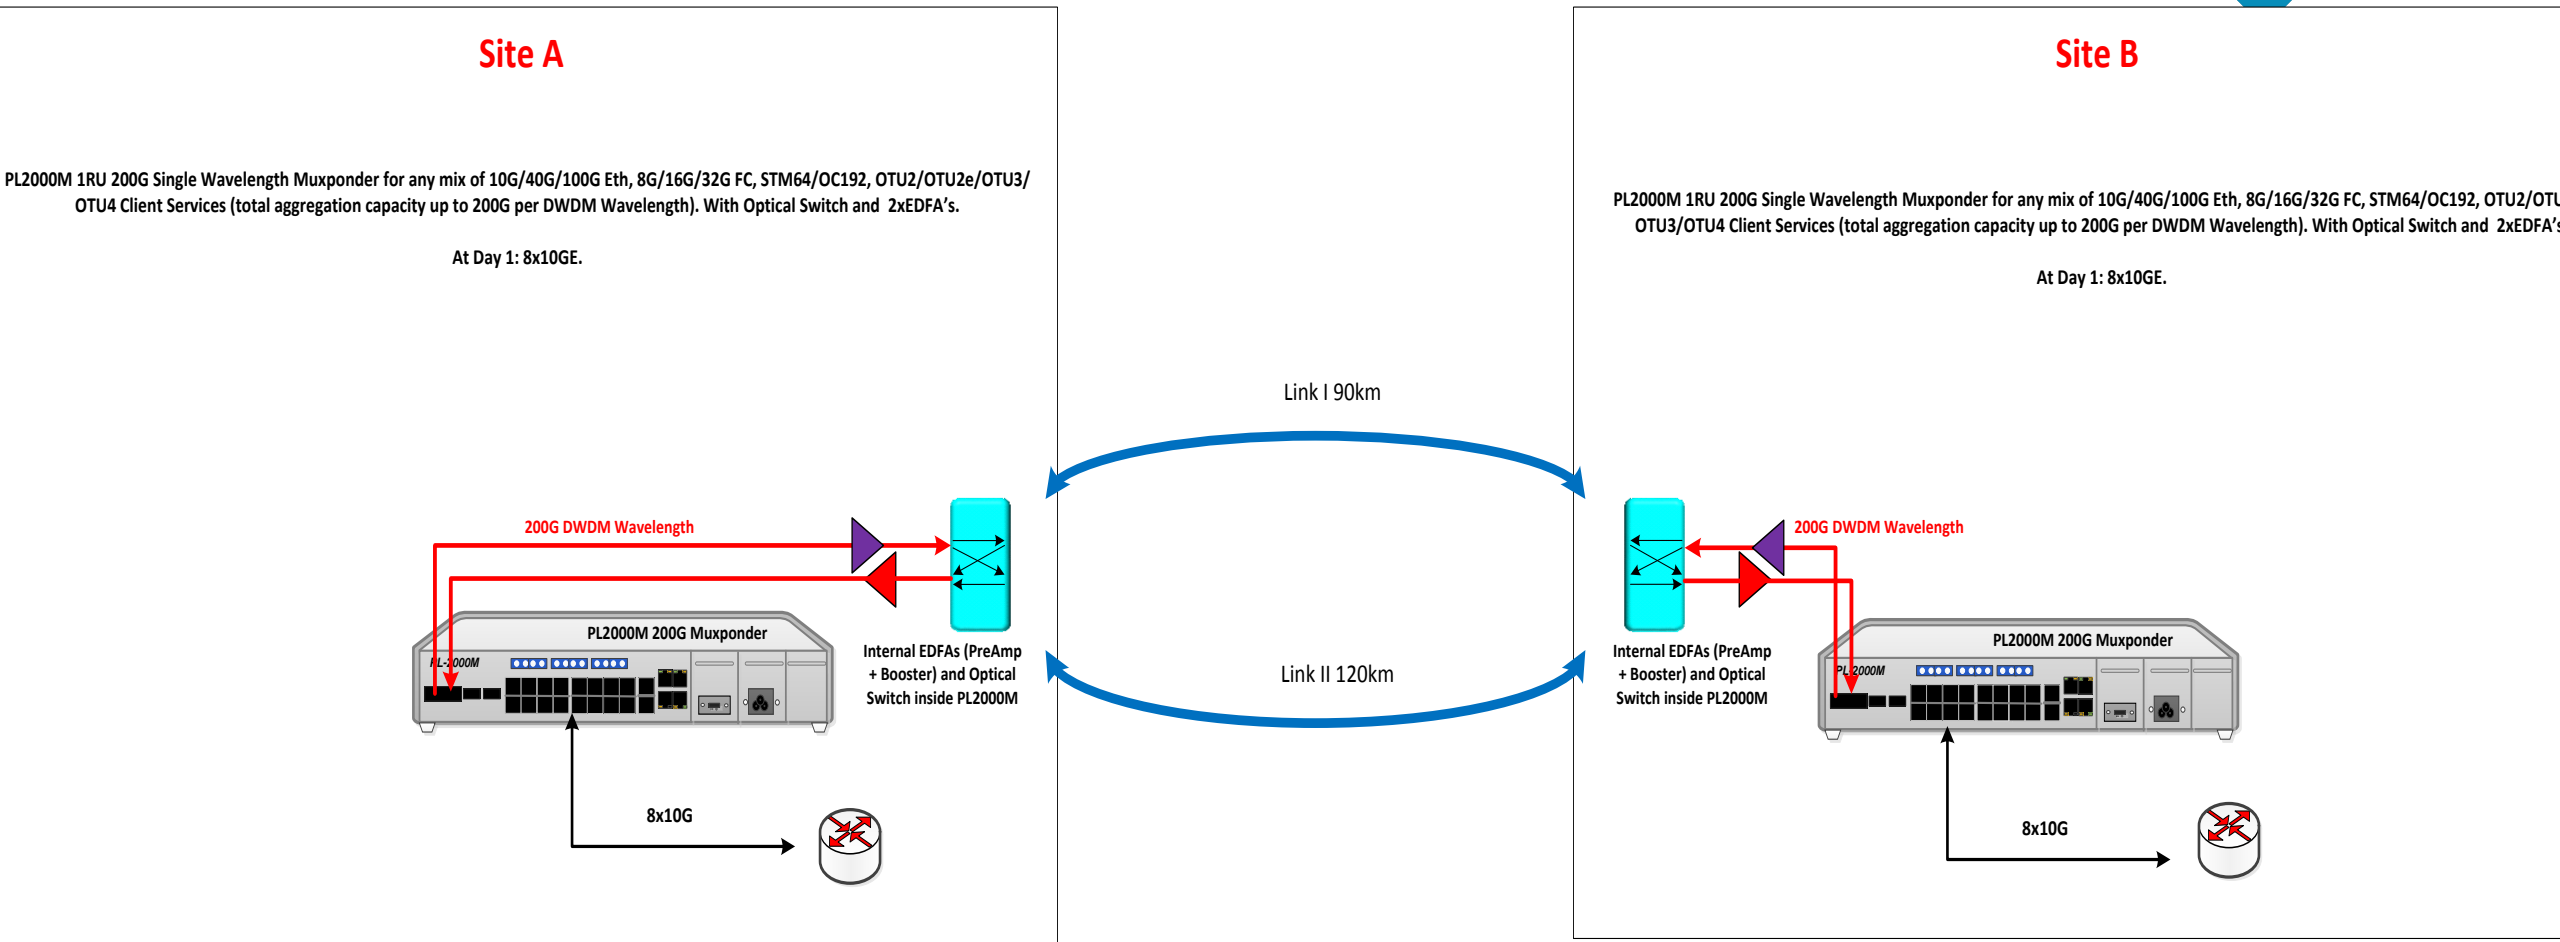 Site A
PL2000M 1RU 200G Single Wavelength Muxponder for any mix of 10G/40G/100G Eth, 8G/16G/32G FC, STM64/OC192, OTU2/OTU2e/OTU3/
OTU4 Client Services (total aggregation capacity up to 200G per DWDM Wavelength). With Optical Switch and 2xEDFA's.
At Day 1: 8x10GE.
200G DWDM Wavelength
PL2000M 200G Muxponder
PL-2000M
Internal EDFAs (PreAmp
+ Booster) and Optical
Switch inside PL2000M
8x10G
Link I 90km
Link II 120km
Site B
PL2000M 1RU 200G Single Wavelength Muxponder for any mix of 10G/40G/100G Eth, 8G/16G/32G FC, STM64/OC192, OTU2/OTU
OTU3/OTU4 Client Services (total aggregation capacity up to 200G per DWDM Wavelength). With Optical Switch and 2xEDFA's
At Day 1: 8x10GE.
200G DWDM Wavelength
Internal EDFAs (PreAmp
+ Booster) and Optical
Switch inside PL2000M
PL2000M 200G Muxponder
PL-2000M
8x10G